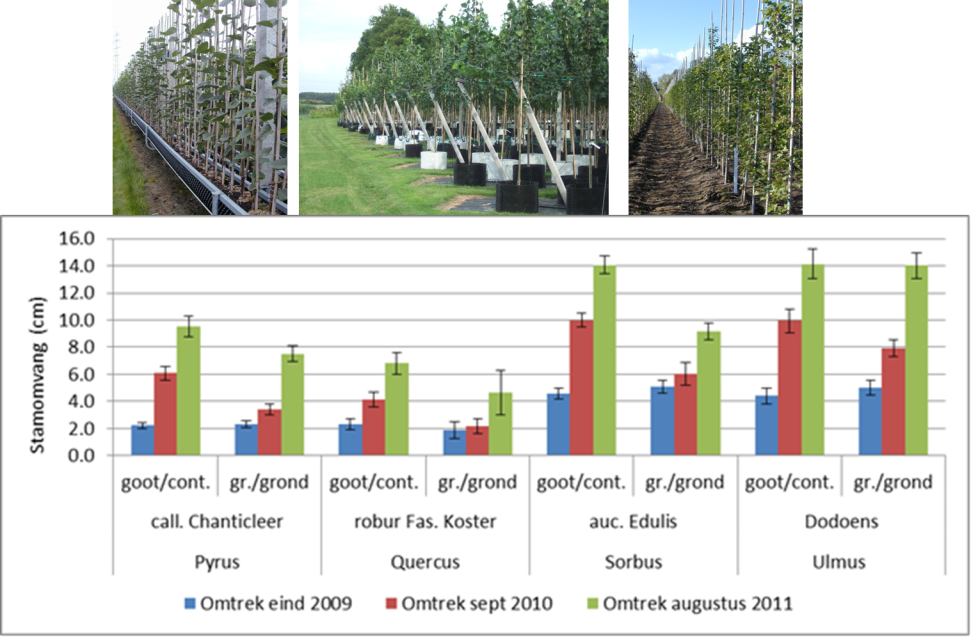 Stamomvang (cm)
16.0
14.0
12.0
10.0
8.0
6.0
4.0
2.0
0.0
goot/cont. gr./grond goot/cont. gr./grond goot/cont. gr./grond goot/cont. gr./grond
call. Chanticleer robur Fas. Koster auc. Edulis Dodoens
Pyrus Quercus Sorbus Ulmus
Omtrek eind 2009 Omtrek sept 2010 Omtrek augustus 2011